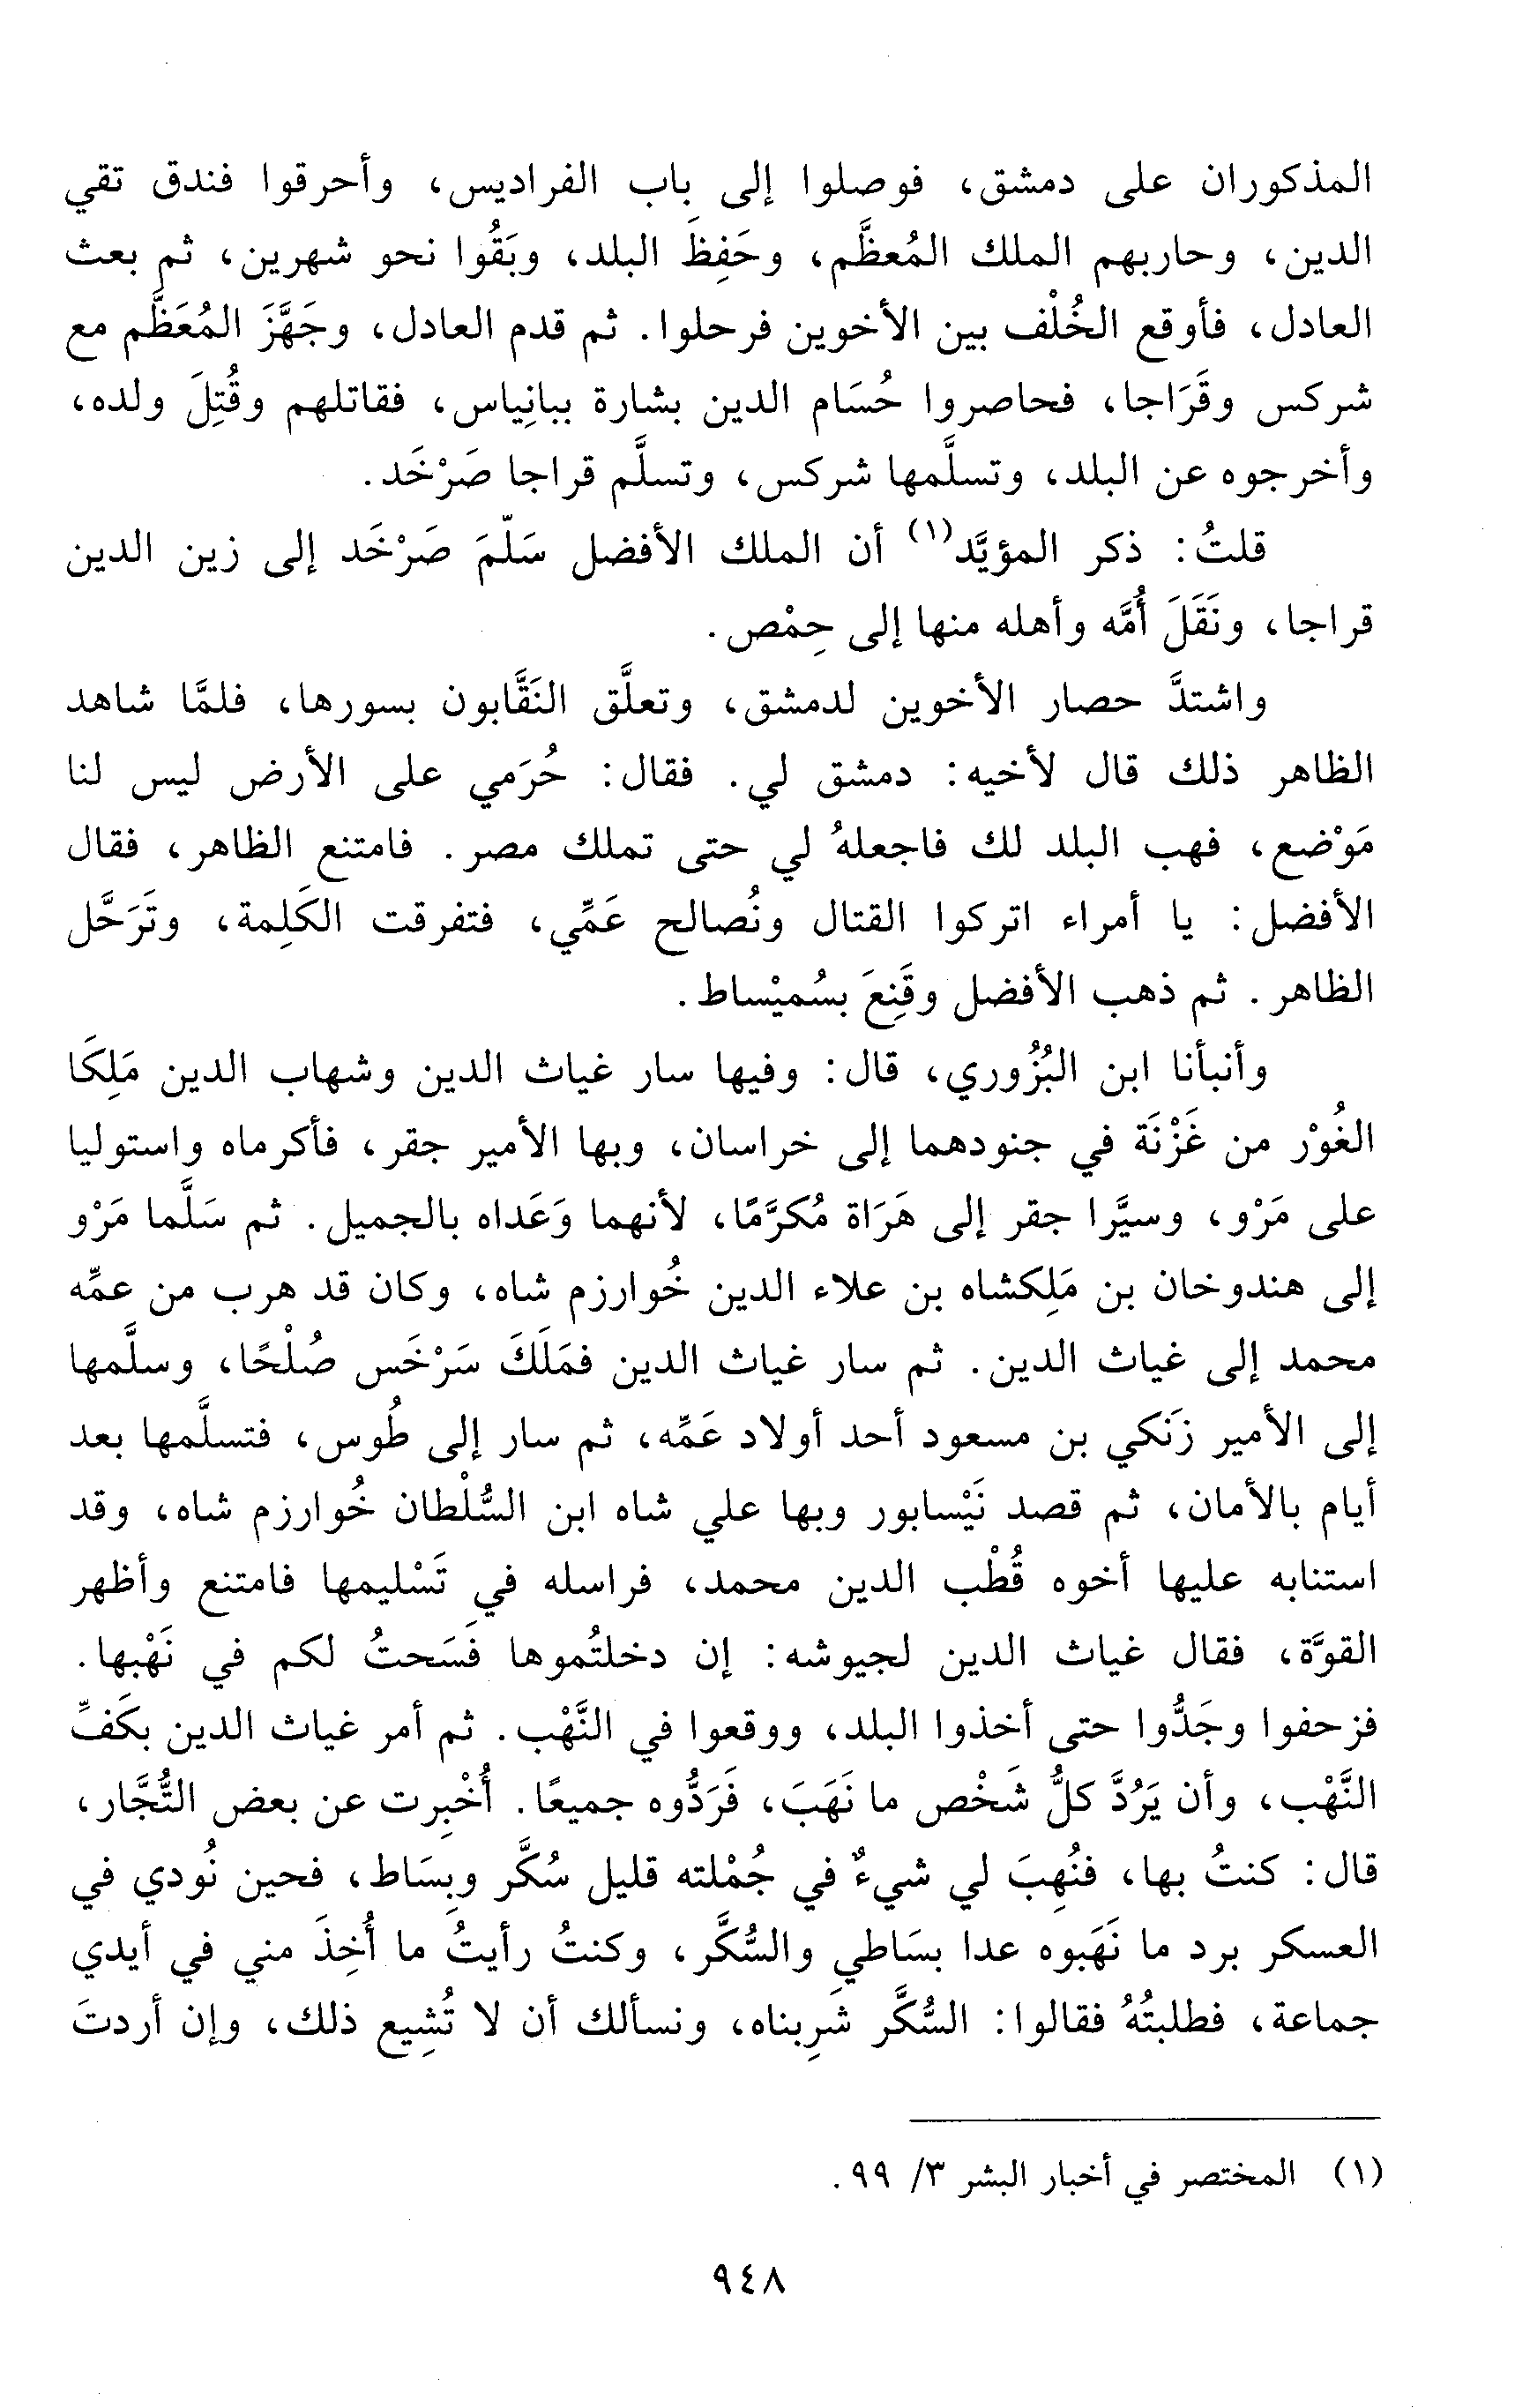 المذكوران على دمشق، فوصلوا إلى باب الفراديس، وأحرقوا فندق تقي
الدين، وحاربهم الملك المُعظَّم، وحَفِظَ البلد، وبَقُوا نحو شهرين، ثم بعث
العادل، فأوقع الخُلْف بين الأخوين فرحلوا. ثم قدم العادل، وجَهَّزَ المُعَظَّم مع
شركس وقَرَاجا، فحاصروا حُسَام الدين بشارة ببانِياس، فقاتلهم وقُتِلَ ولده،
وأخرجوه عن البلد، وتسلَّمها شركس، وتسلَّم قراجا صَرْخَد.
قلتُ: ذكر المؤيَّد(١) أن الملك الأفضل سَلّمَ صَرْخَد إلى زين الدين
قراجا، ونَقَلَ أُمَّه وأهله منها إلى حِمْص.
واشتدَّ حصار الأخوين لدمشق، وتعلَّق النَقَّابون بسورها، فلمَّا شاهد
الظاهر ذلك قال لأخيه: دمشق لي. فقال: حُرَمي على الأرض ليس لنا
مَوْضع، فهب البلد لك فاجعلهُ لي حتى تملك مصر. فامتنع الظاهر، فقال
الأفضل: يا أمراء اتركوا القتال ونُصالح عَمِّي، فتفرقت الكَلِمة، وتَرَحَّل
الظاهر. ثم ذهب الأفضل وقَنِعَ بسُميْساط.
وأنبأنا ابن البُزُوري، قال: وفيها سار غياث الدين وشهاب الدين مَلِكَا
الغُوْر من غَزْنَة في جنودهما إلى خراسان، وبها الأمير جقر، فأكرماه واستوليا
على مَرْو، وسيَّرا جقر إلى هَرَاة مُكرَّمًا، لأنهما وَعَداه بالجميل. ثم سَلَّما مَرْو
إلى هندوخان بن مَلِكشاه بن علاء الدين خُوارزم شاه، وكان قد هرب من عمِّه
محمد إلى غياث الدين. ثم سار غياث الدين فمَلَكَ سَرْخَس صُلْحًا، وسلَّمها
إلى الأمير زَنكي بن مسعود أحد أولاد عَمِّه، ثم سار إلى طُوس، فتسلَّمها بعد
أيام بالأمان، ثم قصد نَيْسابور وبها علي شاه ابن السُّلْطان خُوارزم شاه، وقد
استنابه عليها أخوه قُطْب الدين محمد، فراسله في تَسْليمها فامتنع وأظهر
القوَّة، فقال غياث الدين لجيوشه: إن دخلتُموها فَسَحتُ لكم في نَهْبها.
فزحفوا وجَدُّوا حتى أخذوا البلد، ووقعوا في النَّهْب. ثم أمر غياث الدين بكَفِّ
النَّهْب، وأن يَرُدَّ كلُّ شَخْص ما نَهَبَ، فَرَدُّوه جميعًا. أُخْبِرت عن بعض التُّجَّار،
قال: كنتُ بها، فنُهِبَ لي شيءٌ في جُمْلته قليل سُكَّر وبِسَاط، فحين نُودي في
العسكر برد ما نَهَبوه عدا بسَاطي والسُّكَّر، وكنتُ رأيتُ ما أُخِذَ مني في أيدي
جماعة، فطلبتُهُ فقالوا: السُّكَّر شرِبناه، ونسألك أن لا تُشِيع ذلك، وإن أردتَ
(١) المختصر في أخبار البشر ٣/ ٩٩.
٩٤٨